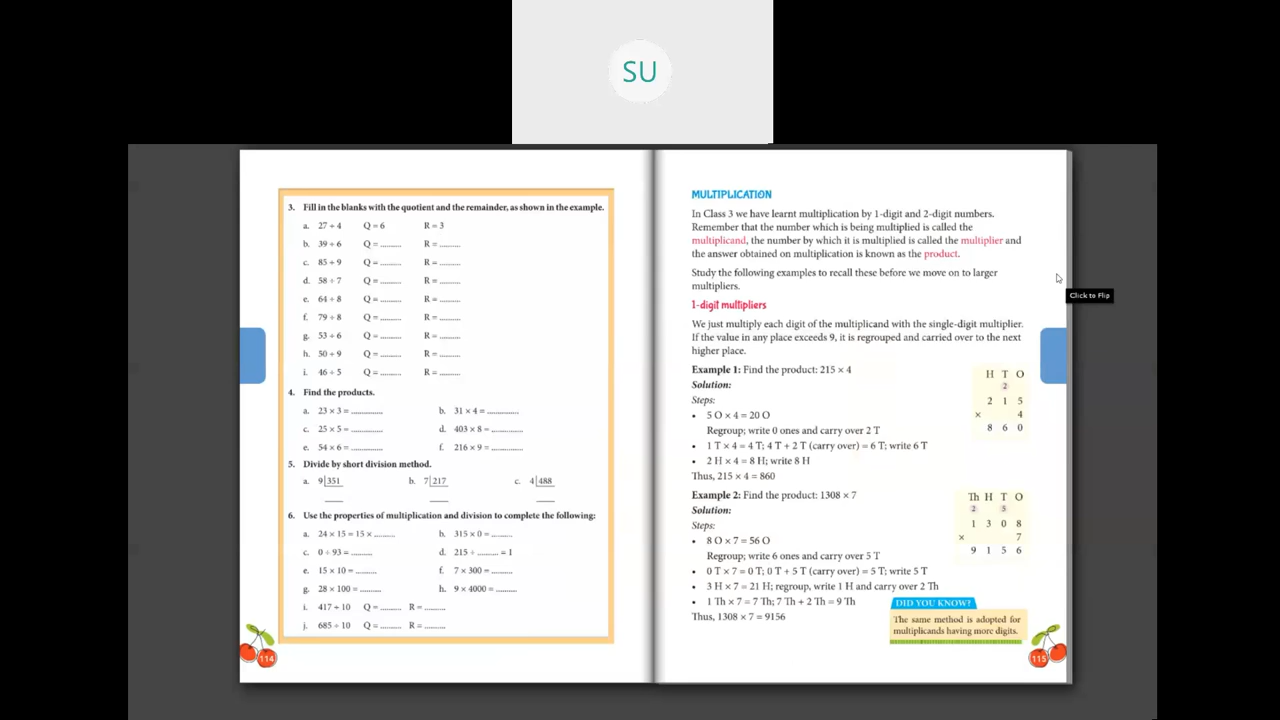 SU
3. Fill in the blanks with the quotient and the remainder, as shown in the example.
a. 27 ÷ 4 Q = 6 R = 3
b. 39 ÷ 6 Q = .......... R = ..........
c. 85 ÷ 9 Q = .......... R = ..........
d. 58 ÷ 7 Q = .......... R = ..........
e. 64 ÷ 8 Q = .......... R = ..........
f. 79 ÷ 8 Q = .......... R = ..........
g. 53 ÷ 6 Q = .......... R = ..........
h. 50 ÷ 9 Q = .......... R = ..........
i. 46 ÷ 5 Q = .......... R = ..........
4. Find the products.
a. 23 × 3 = ............... b. 31 × 4 = ...............
c. 25 × 5 = ............... d. 403 × 8 = ...............
e. 54 × 6 = ............... f. 216 × 9 = ...............
5. Divide by short division method.
a. 9|351 b. 7|217 c. 4|488
6. Use the properties of multiplication and division to complete the following:
a. 24 × 15 = 15 × .......... b. 315 × 0 = ..........
c. 0 ÷ 93 = .......... d. 215 ÷ .......... = 1
e. 15 × 10 = .......... f. 7 × 300 = ..........
g. 28 × 100 = .......... h. 9 × 4000 = ..........
i. 417 ÷ 10 Q = .......... R = ..........
j. 685 ÷ 10 Q = .......... R = ..........
114
MULTIPLICATION
In Class 3 we have learnt multiplication by 1-digit and 2-digit numbers.
Remember that the number which is being multiplied is called the
multiplicand, the number by which it is multiplied is called the multiplier and
the answer obtained on multiplication is known as the product.
Study the following examples to recall these before we move on to larger
multipliers.
1-digit multipliers
We just multiply each digit of the multiplicand with the single-digit multiplier.
If the value in any place exceeds 9, it is regrouped and carried over to the next
higher place.
Example 1: Find the product: 215 × 4
Solution:
Steps:
• 5 O × 4 = 20 O
Regroup; write 0 ones and carry over 2 T
• 1 T × 4 = 4 T; 4 T + 2 T (carry over) = 6 T; write 6 T
• 2 H × 4 = 8 H; write 8 H
Thus, 215 × 4 = 860
H T O
2
2 1 5
× 4
8 6 0
Example 2: Find the product: 1308 × 7
Solution:
Steps:
• 8 O × 7 = 56 O
Regroup; write 6 ones and carry over 5 T
• 0 T × 7 = 0 T; 0 T + 5 T (carry over) = 5 T; write 5 T
• 3 H × 7 = 21 H; regroup, write 1 H and carry over 2 Th
• 1 Th × 7 = 7 Th; 7 Th + 2 Th = 9 Th
Thus, 1308 × 7 = 9156
Th H T O
2 5
1 3 0 8
× 7
9 1 5 6
DID YOU KNOW!
The same method is adopted for
multiplicands having more digits.
115
Click to Flip